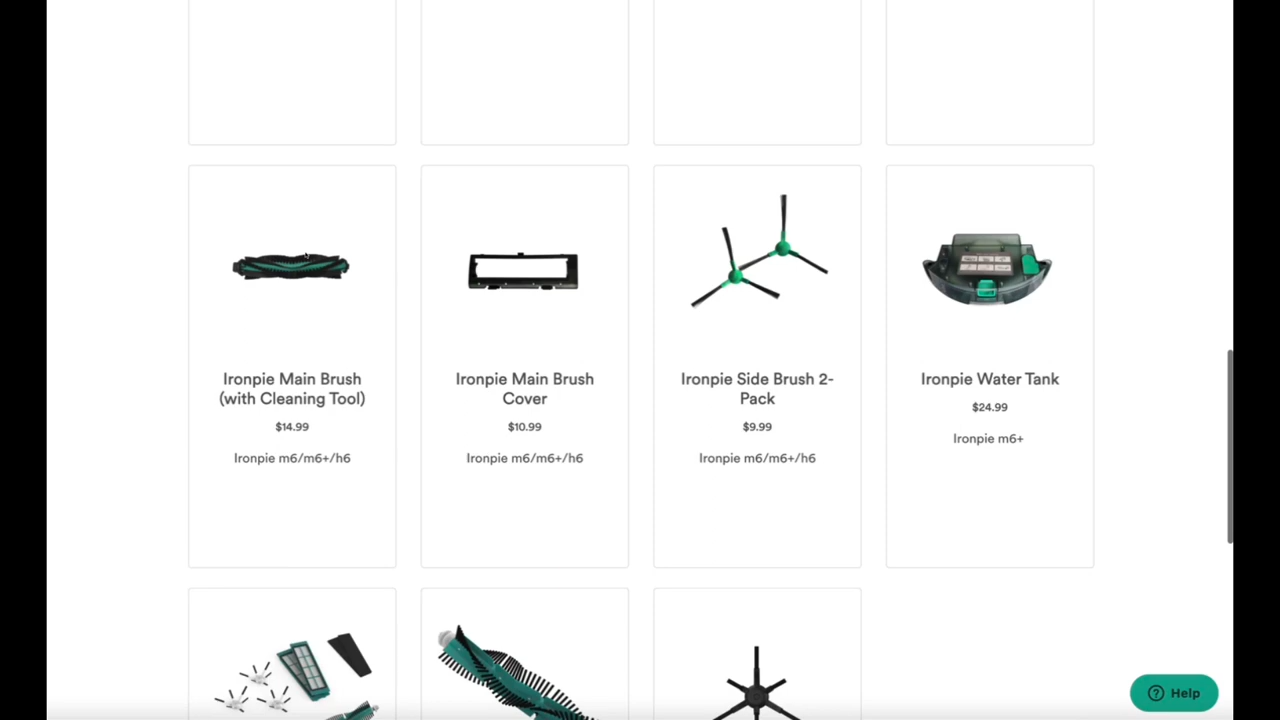 Ironpie Main Brush
(with Cleaning Tool)
$14.99
Ironpie m6/m6+/h6
Ironpie Main Brush
Cover
$10.99
Ironpie m6/m6+/h6
Ironpie Side Brush 2-
Pack
$9.99
Ironpie m6/m6+/h6
Ironpie Water Tank
$24.99
Ironpie m6+
Help